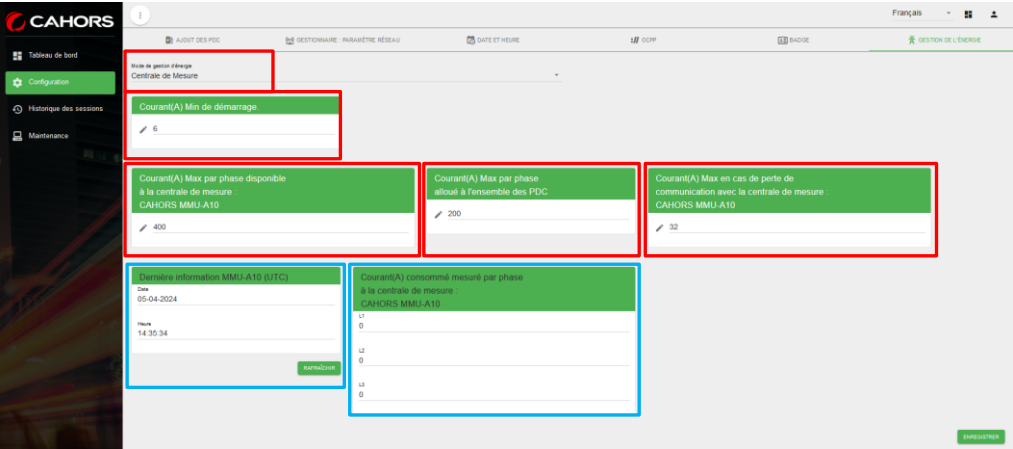 CAHORS
Français
AJOUT DES PDC
GESTIONNAIRE : PARAMÈTRE RÉSEAU
DATE ET HEURE
OCPP
BADGE
GESTION DE L'ÉNERGIE
Tableau de bord
Configuration
Historique des sessions
Maintenance
Mode de gestion d'énergie
Centrale de Mesure
Courant(A) Min de démarrage.
6
Courant(A) Max par phase disponible
à la centrale de mesure :
CAHORS MMU-A10
400
Courant(A) Max par phase
alloué à l'ensemble des PDC
200
Courant(A) Max en cas de perte de
communication avec la centrale de mesure :
CAHORS MMU-A10
32
Dernière information MMU-A10 (UTC)
Date
05-04-2024
Heure
14:35:34
RAFRAÎCHIR
Courant(A) consommé mesuré par phase
à la centrale de mesure :
CAHORS MMU-A10
L1
0
L2
0
L3
0
ENREGISTRER